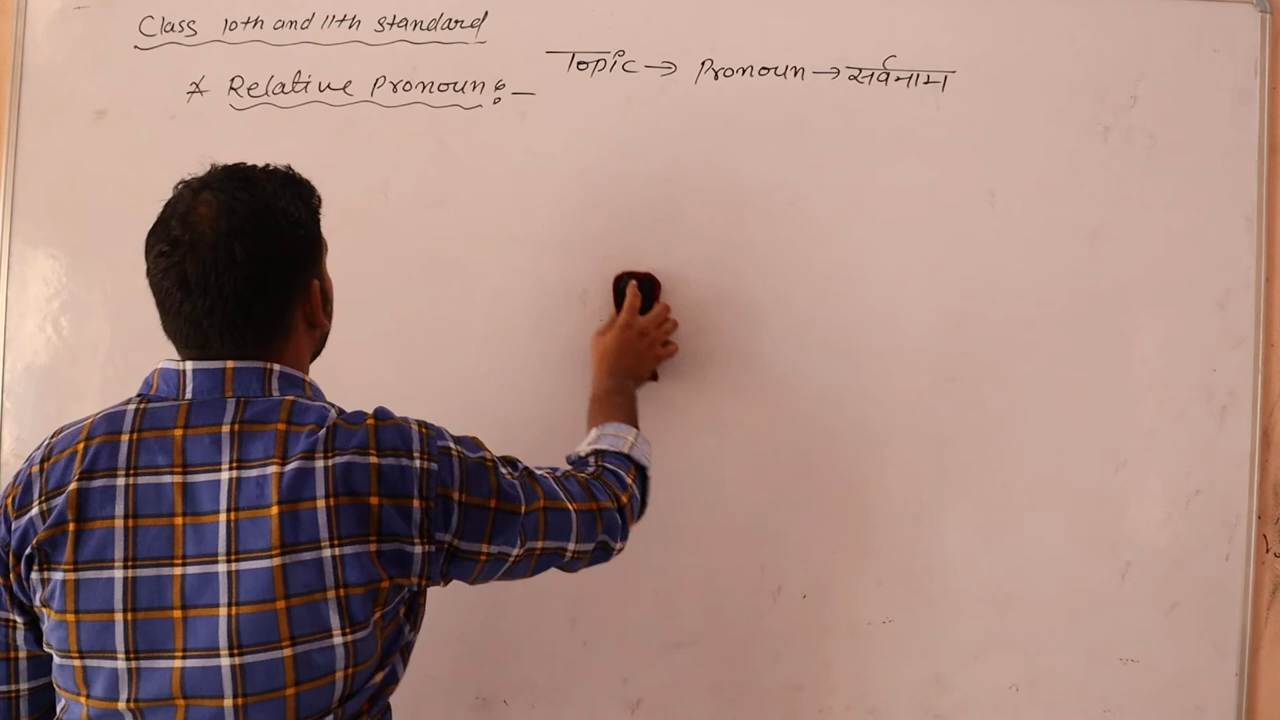 Class 10th and 11th standard
Topic → Pronoun → सर्वनाम
* Relative Pronoun :-